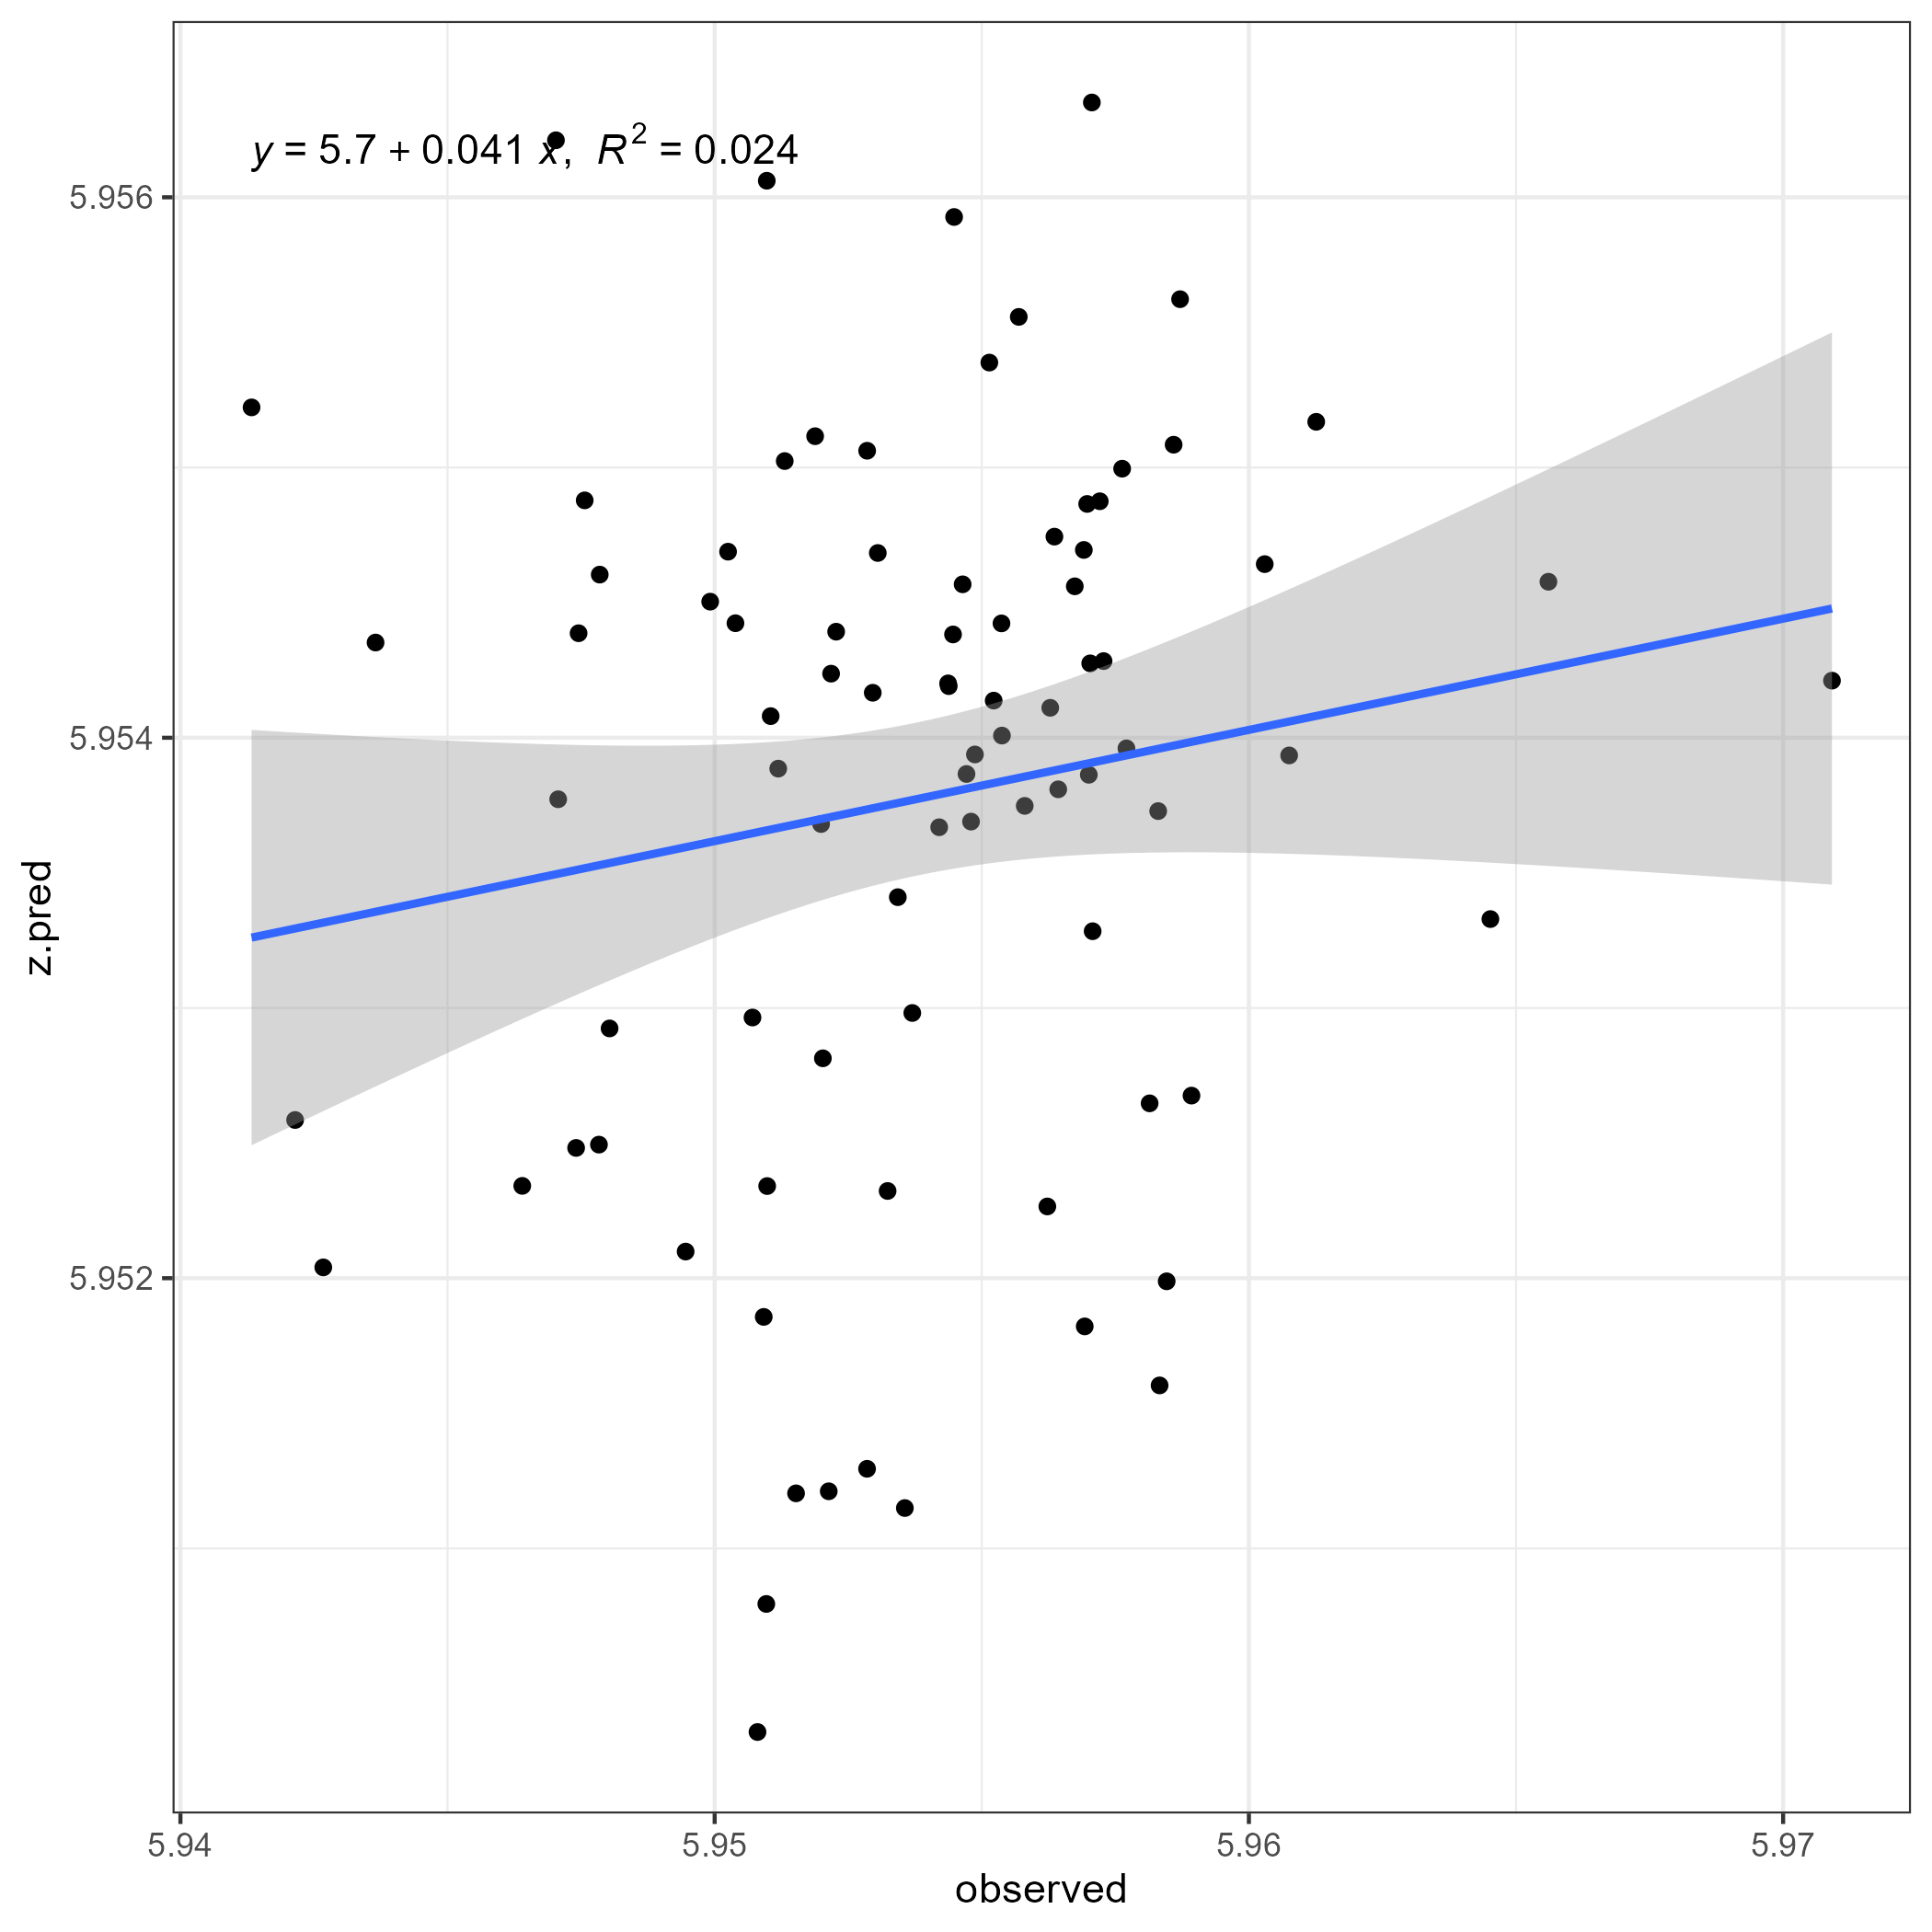 y = 5.7 + 0.041 x, R² = 0.024
5.956
5.954
5.952
z.pred
5.94 5.95 5.96 5.97
observed